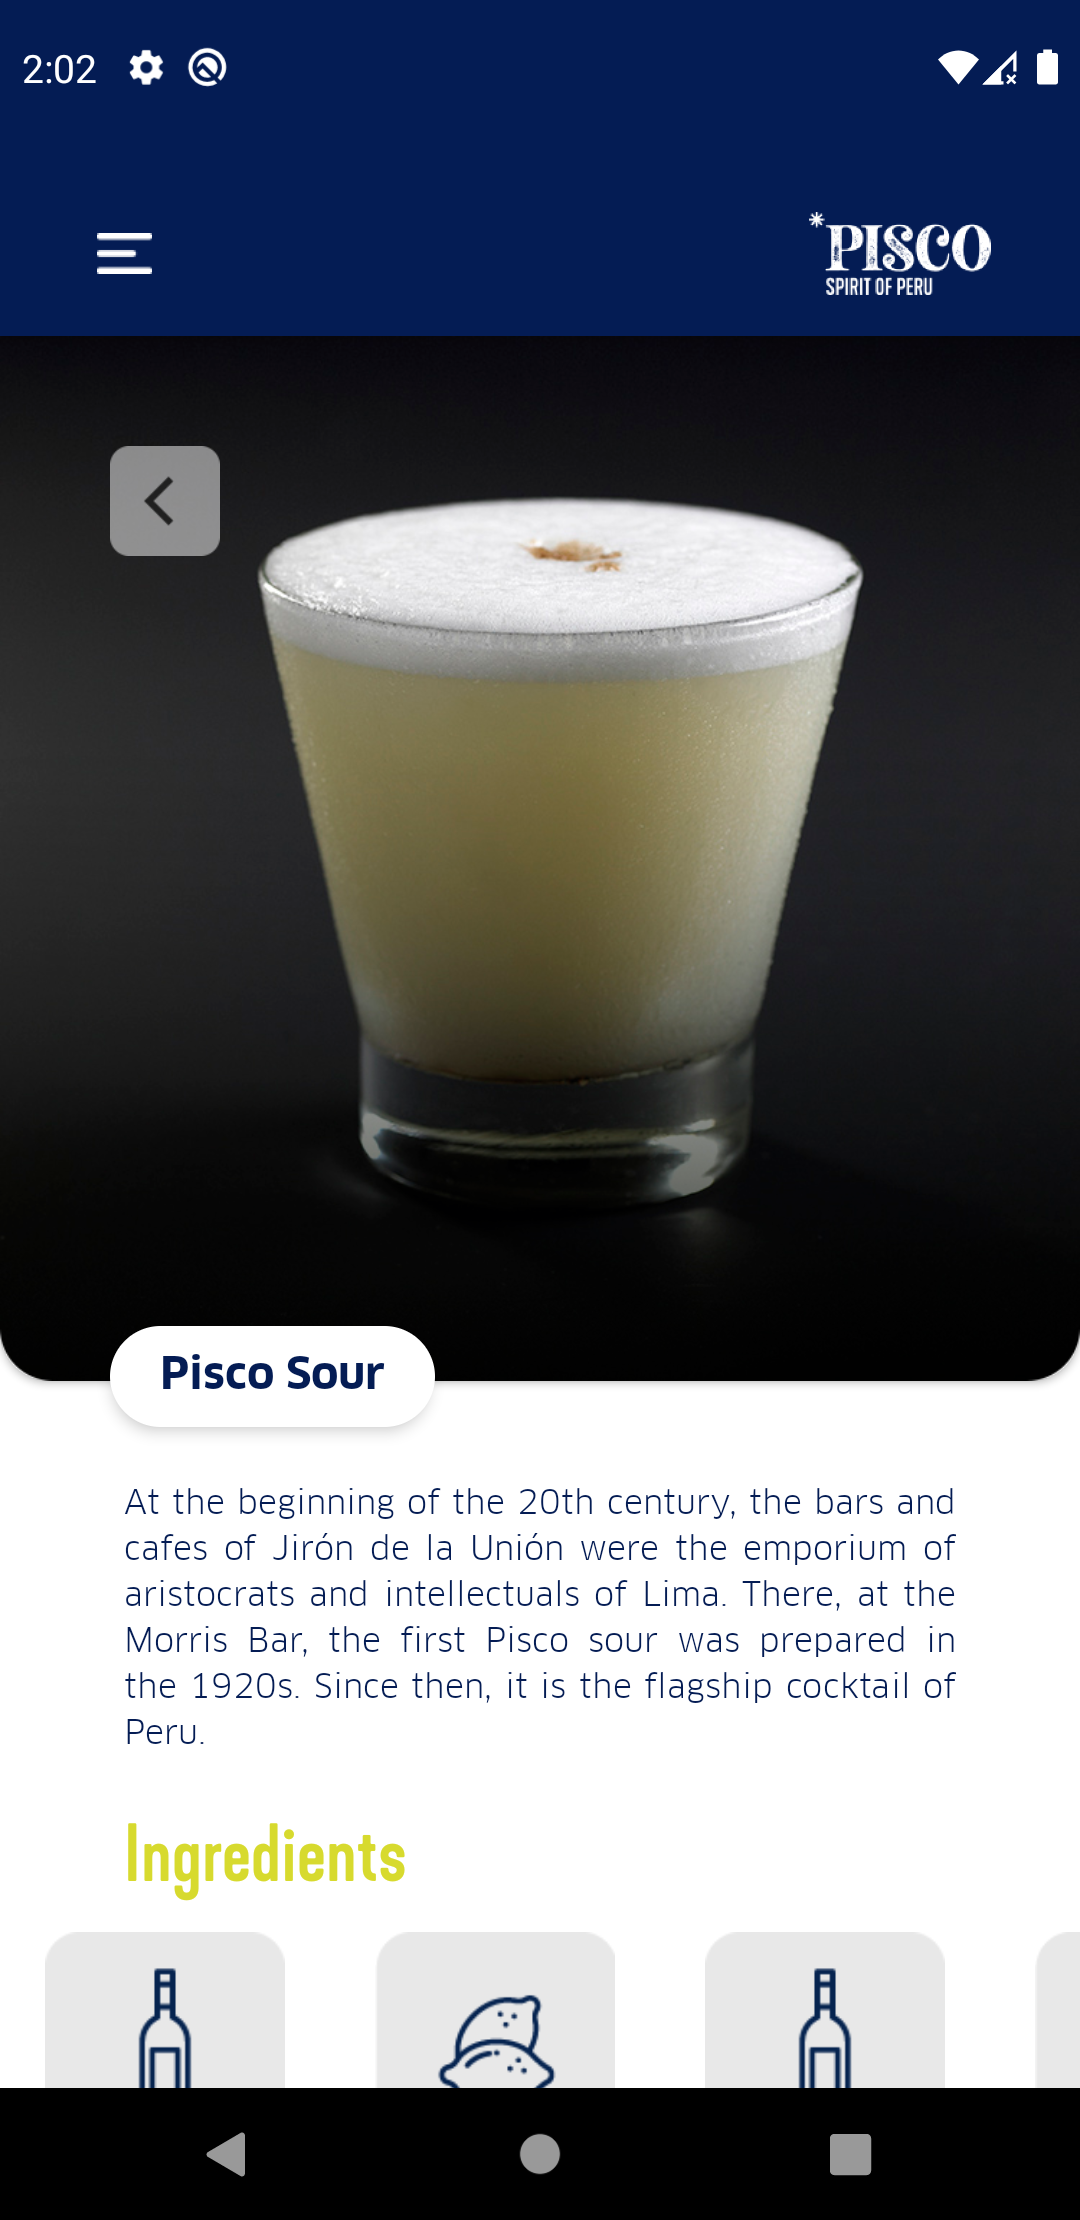 2:02
*PISCO
SPIRIT OF PERU
Pisco Sour
At the beginning of the 20th century, the bars and
cafes of Jirón de la Unión were the emporium of
aristocrats and intellectuals of Lima. There, at the
Morris Bar, the first Pisco sour was prepared in
the 1920s. Since then, it is the flagship cocktail of
Peru.
Ingredients